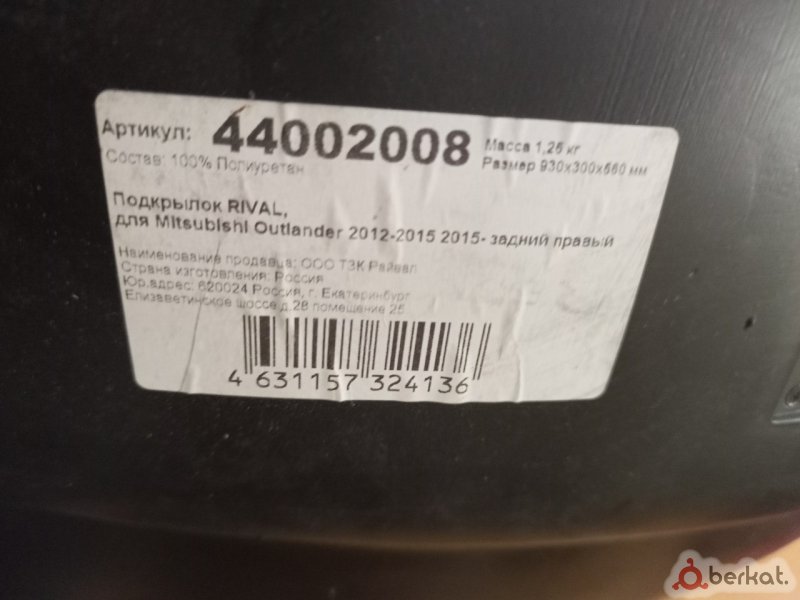 Артикул: 44002008
Масса 1,25 кг
Состав: 100% Полиуретан
Размер 930x300x560 мм
Подкрылок RIVAL,
для Mitsubishi Outlander 2012-2015 2015- задний правый
Наименование продавца: ООО ТЗК Райвал
Страна изготовления: Россия
Юр.адрес: 620024 Россия, г. Екатеринбург
Елизаветинское шоссе д.28 помещение 25
4 631157 324136
berkat.